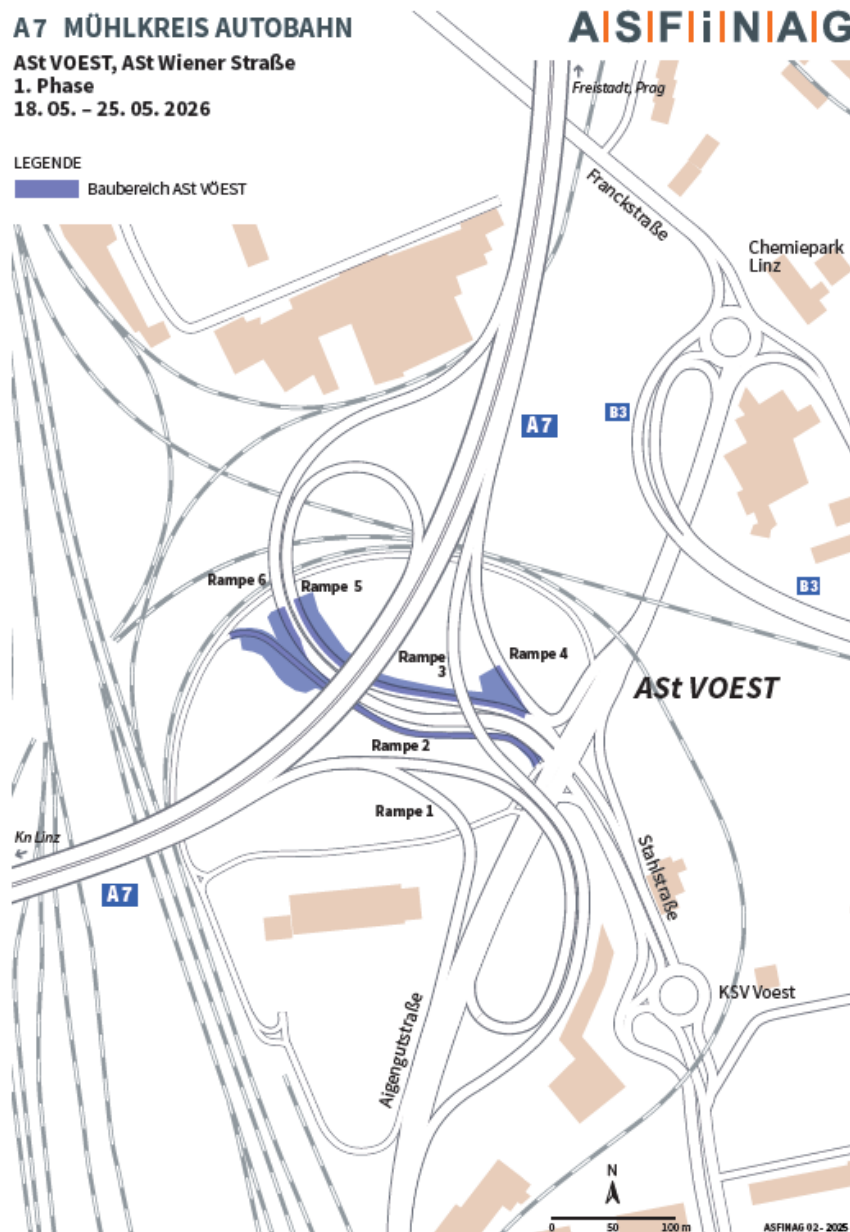 A7 MÜHLKREIS AUTOBAHN
A|S|F|i|N|A|G
ASt VOEST, ASt Wiener Straße
1. Phase
18. 05. – 25. 05. 2026
Freistadt, Prag
LEGENDE
Baubereich ASt VÖEST
Franckstraße
Chemiepark
Linz
B3
A7
Rampe 6
Rampe 5
B3
Rampe
3
Rampe 4
ASt VOEST
Rampe 2
Rampe 1
Kn Linz
A7
Stahlstraße
KSV Voest
Aigengutstraße
N
0 50 100 m
ASFINAG 02 - 2025